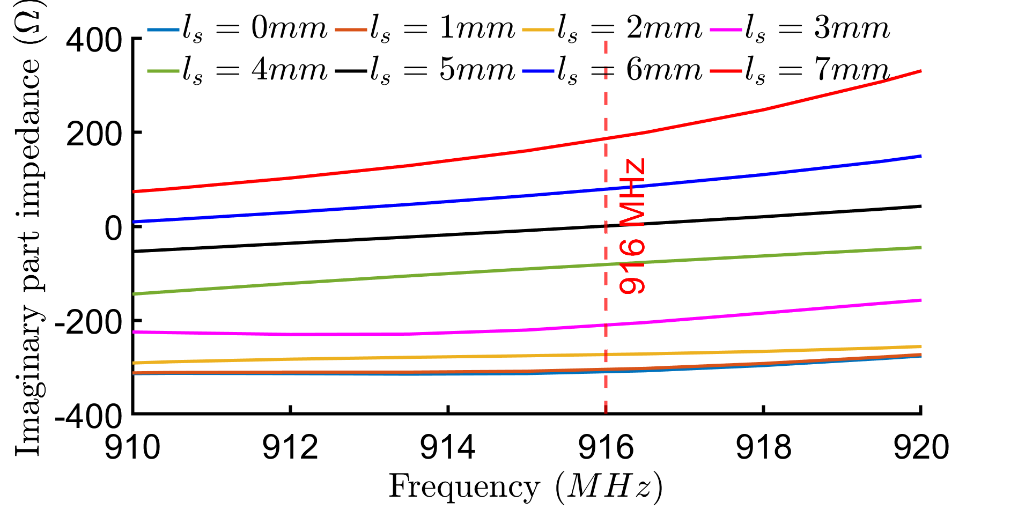 l_s = 0mm l_s = 1mm l_s = 2mm l_s = 3mm
l_s = 4mm l_s = 5mm l_s = 6mm l_s = 7mm
Imaginary part impedance (Ω)
400
200
0
-200
-400
916 MHz
910 912 914 916 918 920
Frequency (MHz)